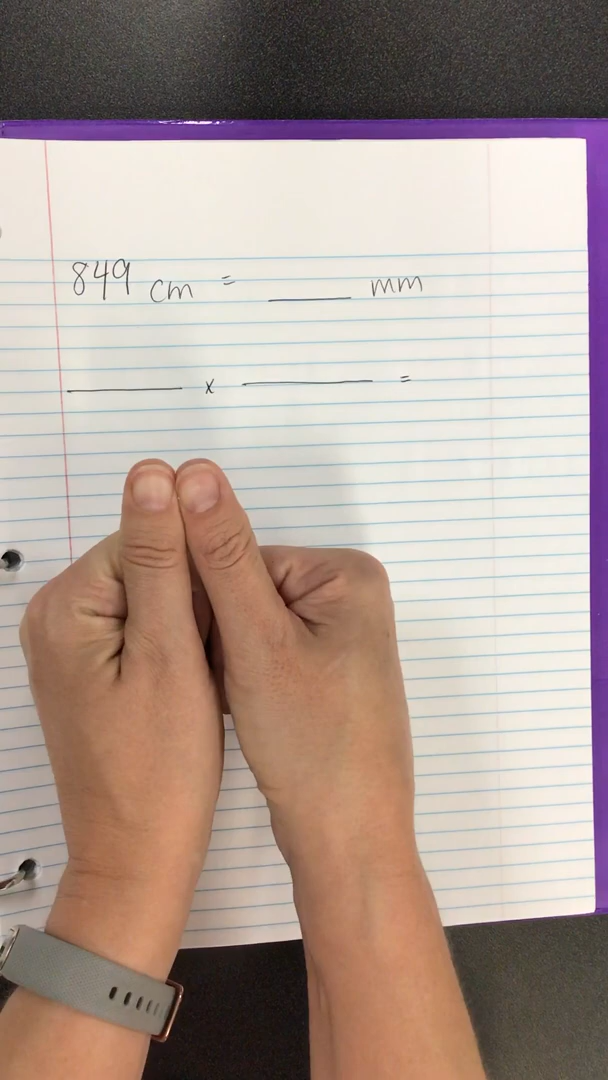 849 cm = ____ mm
____ x ____ =